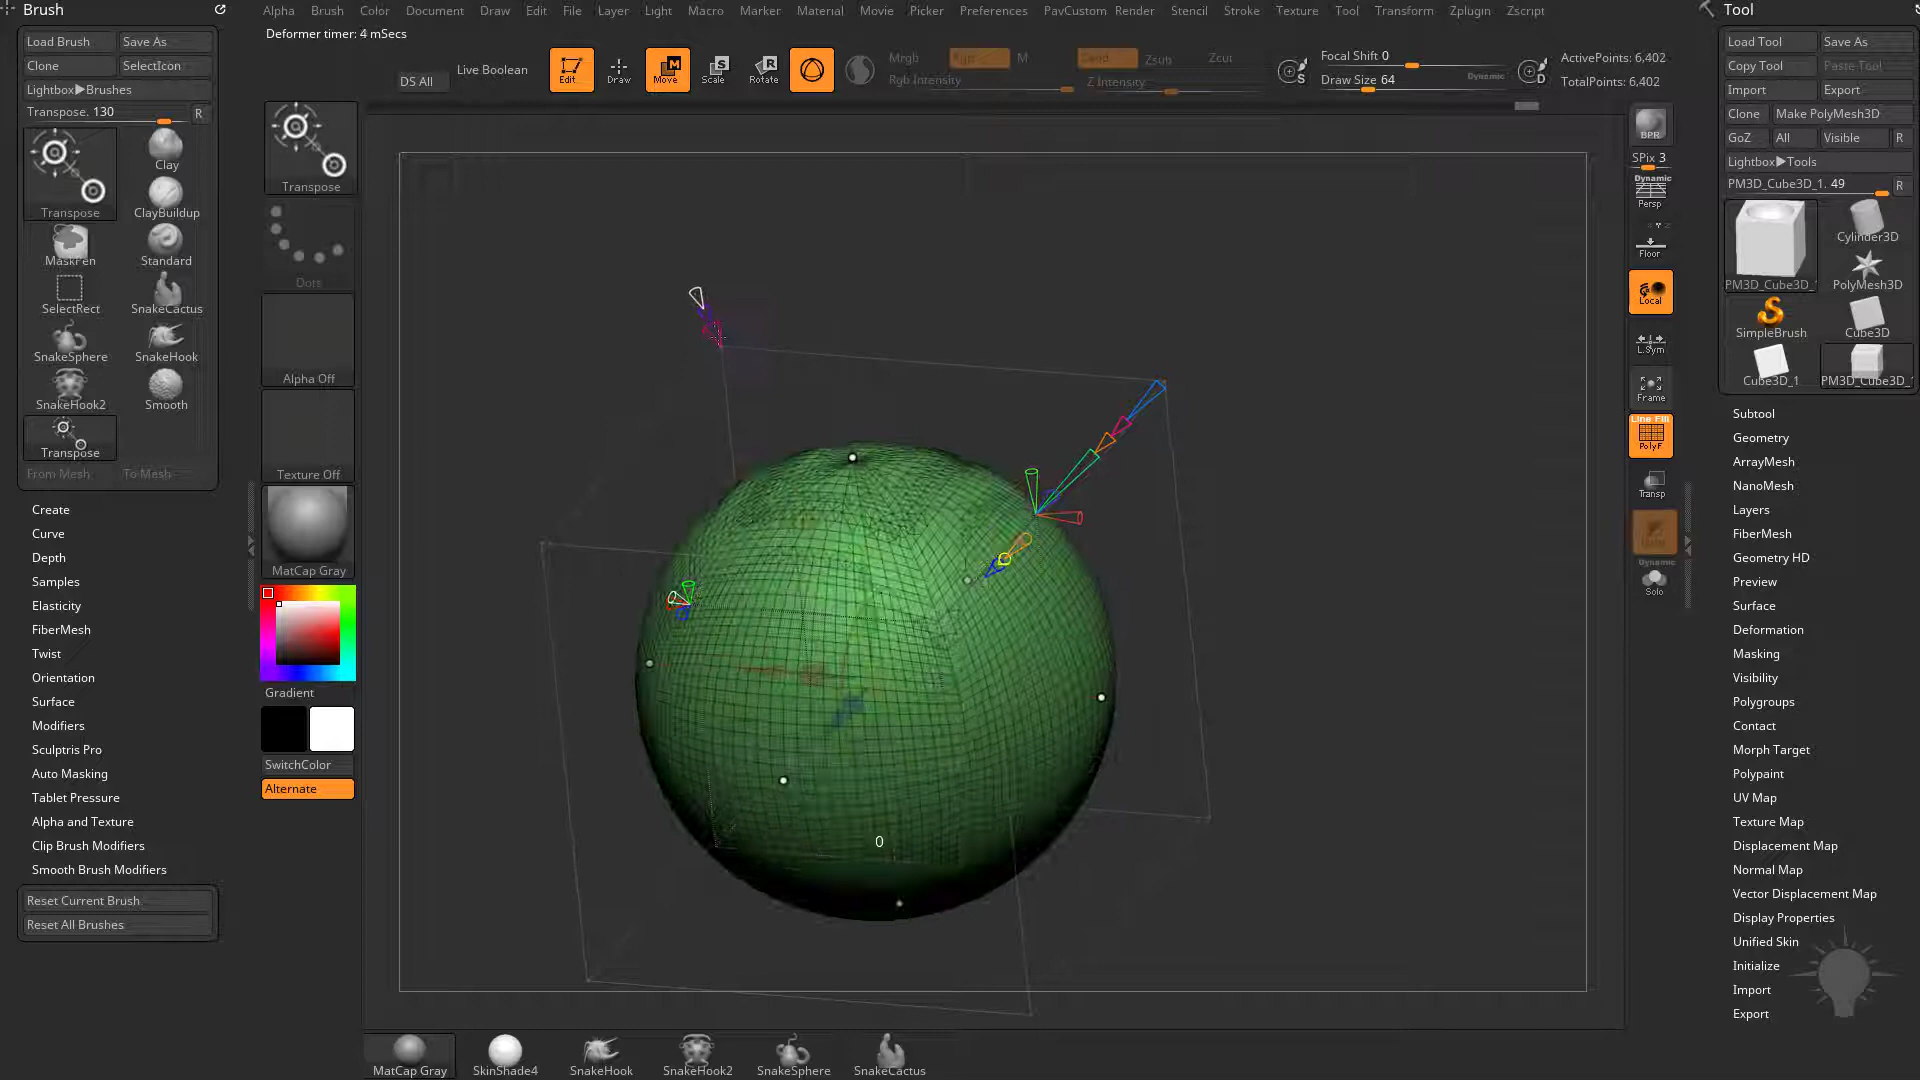 Brush
Alpha Brush Color Document Draw Edit File Layer Light Macro Marker Material Movie Picker Preferences PavCustom Render Stencil Stroke Texture Tool Transform Zplugin Zscript
Tool
Deformer timer: 4 mSecs
Load Brush Save As
Clone SelectIcon
Lightbox▶Brushes
Transpose. 130 R
Transpose
Clay
ClayBuildup
MaskPen
Standard
SelectRect
SnakeCactus
SnakeSphere
SnakeHook
SnakeHook2
Smooth
Transpose
From Mesh To Mesh
Create
Curve
Depth
Samples
Elasticity
FiberMesh
Twist
Orientation
Surface
Modifiers
Sculptris Pro
Auto Masking
Tablet Pressure
Alpha and Texture
Clip Brush Modifiers
Smooth Brush Modifiers
Reset Current Brush
Reset All Brushes
DS All
Live Boolean
Edit
Draw
Move
Scale
Rotate
Mrgb M
Rgb Intensity
Zsub Zcut
Z Intensity
Focal Shift 0
Draw Size 64
Dynamic
ActivePoints: 6,402
TotalPoints: 6,402
Transpose
Dots
Alpha Off
Texture Off
MatCap Gray
Gradient
SwitchColor
Alternate
0
MatCap Gray
SkinShade4
SnakeHook
SnakeHook2
SnakeSphere
SnakeCactus
BPR
SPix 3
Dynamic
Persp
Floor
Local
L.Sym
Frame
Line Fill
PolyF
Transp
Dynamic
Solo
Load Tool Save As
Copy Tool Paste Tool
Import Export
Clone Make PolyMesh3D
GoZ All Visible R
Lightbox▶Tools
PM3D_Cube3D_1. 49 R
PM3D_Cube3D_1
Cylinder3D
PolyMesh3D
SimpleBrush
Cube3D
Cube3D_1
PM3D_Cube3D_1
Subtool
Geometry
ArrayMesh
NanoMesh
Layers
FiberMesh
Geometry HD
Preview
Surface
Deformation
Masking
Visibility
Polygroups
Contact
Morph Target
Polypaint
UV Map
Texture Map
Displacement Map
Normal Map
Vector Displacement Map
Display Properties
Unified Skin
Initialize
Import
Export